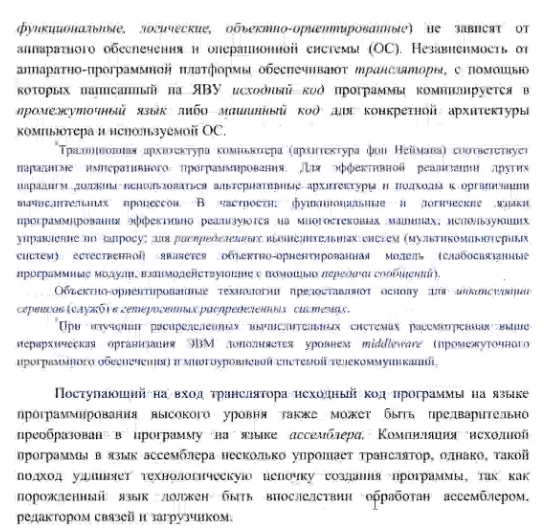 функциональные, логические, объектно-ориентированные) не зависят от
аппаратного обеспечения и операционной системы (ОС). Независимость от
аппаратно-программной платформы обеспечивают трансляторы, с помощью
которых написанный на ЯВУ исходный код программы компилируется в
промежуточный язык либо машинный код для конкретной архитектуры
компьютера и используемой ОС.
Традиционная архитектура компьютера (архитектура фон Неймана) соответствует
парадигме императивного программирования. Для эффективной реализации других
парадигм должны использоваться альтернативные архитектуры и подходы к организации
вычислительных процессов. В частности, функциональные и логические языки
программирования эффективно реализуются на многостековых машинах, использующих
управление по запросу; для распределенных вычислительных систем (мультикомпьютерных
систем) естественной является объектно-ориентированная модель (слабосвязанные
программные модули, взаимодействующие с помощью передачи сообщений).
Объектно-ориентированные технологии предоставляют основу для инкапсуляции
сервисов (служб) в гетерогенных распределенных системах.
При изучении распределенных вычислительных системах рассмотренная выше
иерархическая организация ЭВМ дополняется уровнем middleware (промежуточного
программного обеспечения) и многоуровневой системой телекоммуникаций.
Поступающий на вход транслятора исходный код программы на языке
программирования высокого уровня также может быть предварительно
преобразован в программу на языке ассемблера. Компиляция исходной
программы в язык ассемблера несколько упрощает транслятор, однако, такой
подход удлиняет технологическую цепочку создания программы, так как
порожденный язык должен быть впоследствии обработан ассемблером,
редактором связей и загрузчиком.